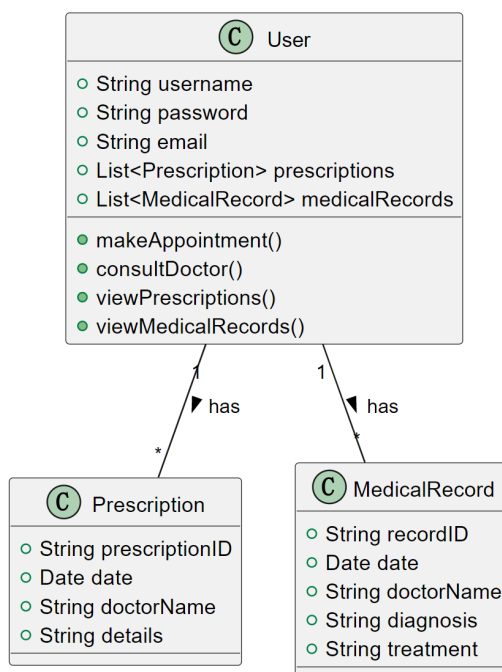 C User
String username
String password
String email
List<Prescription> prescriptions
List<MedicalRecord> medicalRecords
makeAppointment()
consultDoctor()
viewPrescriptions()
viewMedicalRecords()
1
has
*
1
has
*
C Prescription
String prescriptionID
Date date
String doctorName
String details
C MedicalRecord
String recordID
Date date
String doctorName
String diagnosis
String treatment